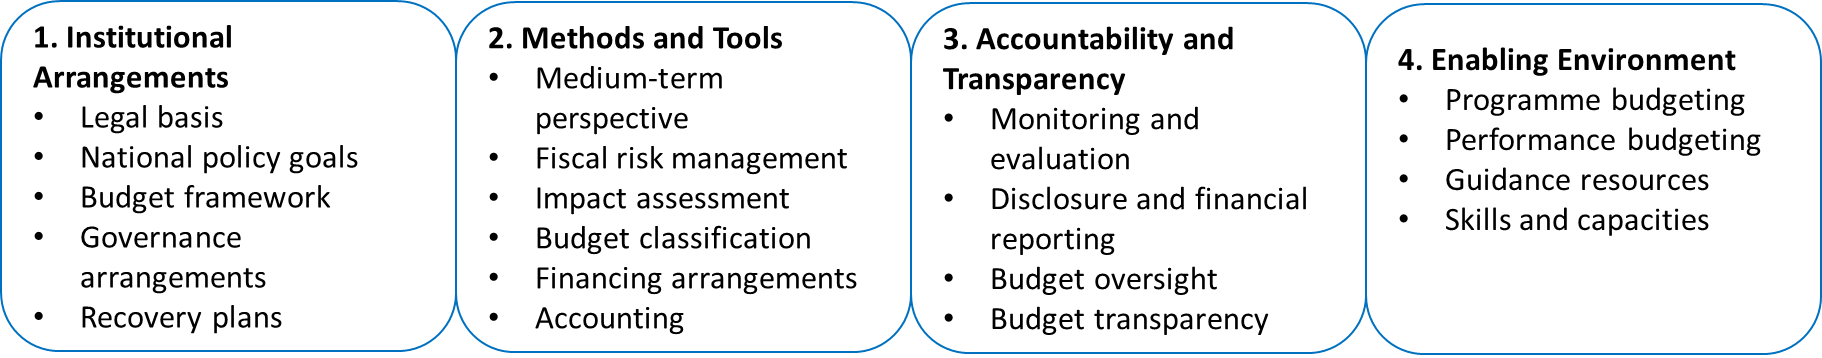 1. Institutional
Arrangements
• Legal basis
• National policy goals
• Budget framework
• Governance
arrangements
• Recovery plans
2. Methods and Tools
• Medium-term
perspective
• Fiscal risk management
• Impact assessment
• Budget classification
• Financing arrangements
• Accounting
3. Accountability and
Transparency
• Monitoring and
evaluation
• Disclosure and financial
reporting
• Budget oversight
• Budget transparency
4. Enabling Environment
• Programme budgeting
• Performance budgeting
• Guidance resources
• Skills and capacities